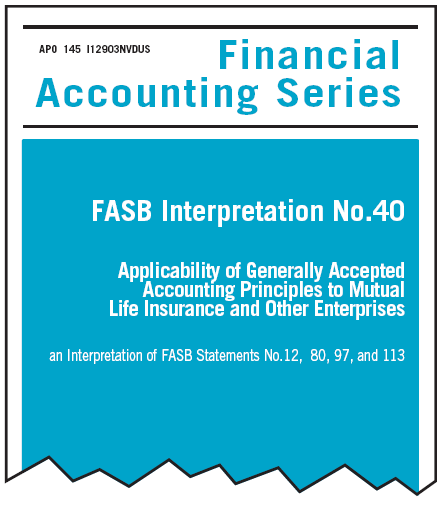 AP0 145 I12903NVDUS
Financial
Accounting Series
FASB Interpretation No.40
Applicability of Generally Accepted
Accounting Principles to Mutual
Life Insurance and Other Enterprises
an Interpretation of FASB Statements No.12, 80, 97, and 113